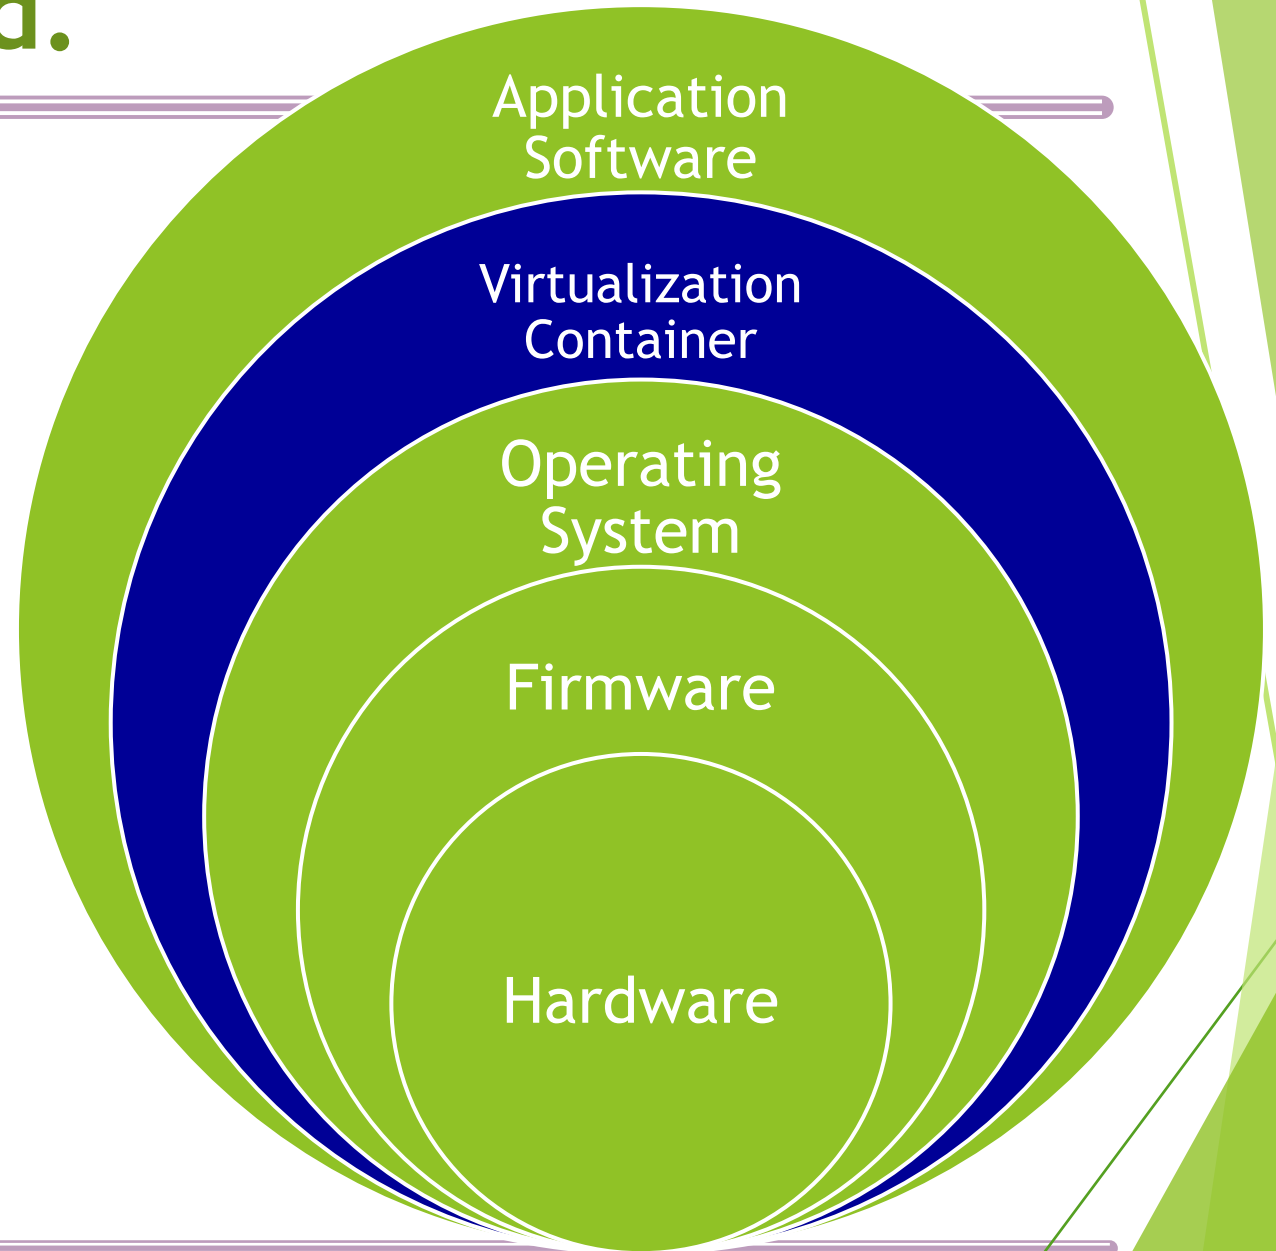 d.
Application
Software
Virtualization
Container
Operating
System
Firmware
Hardware